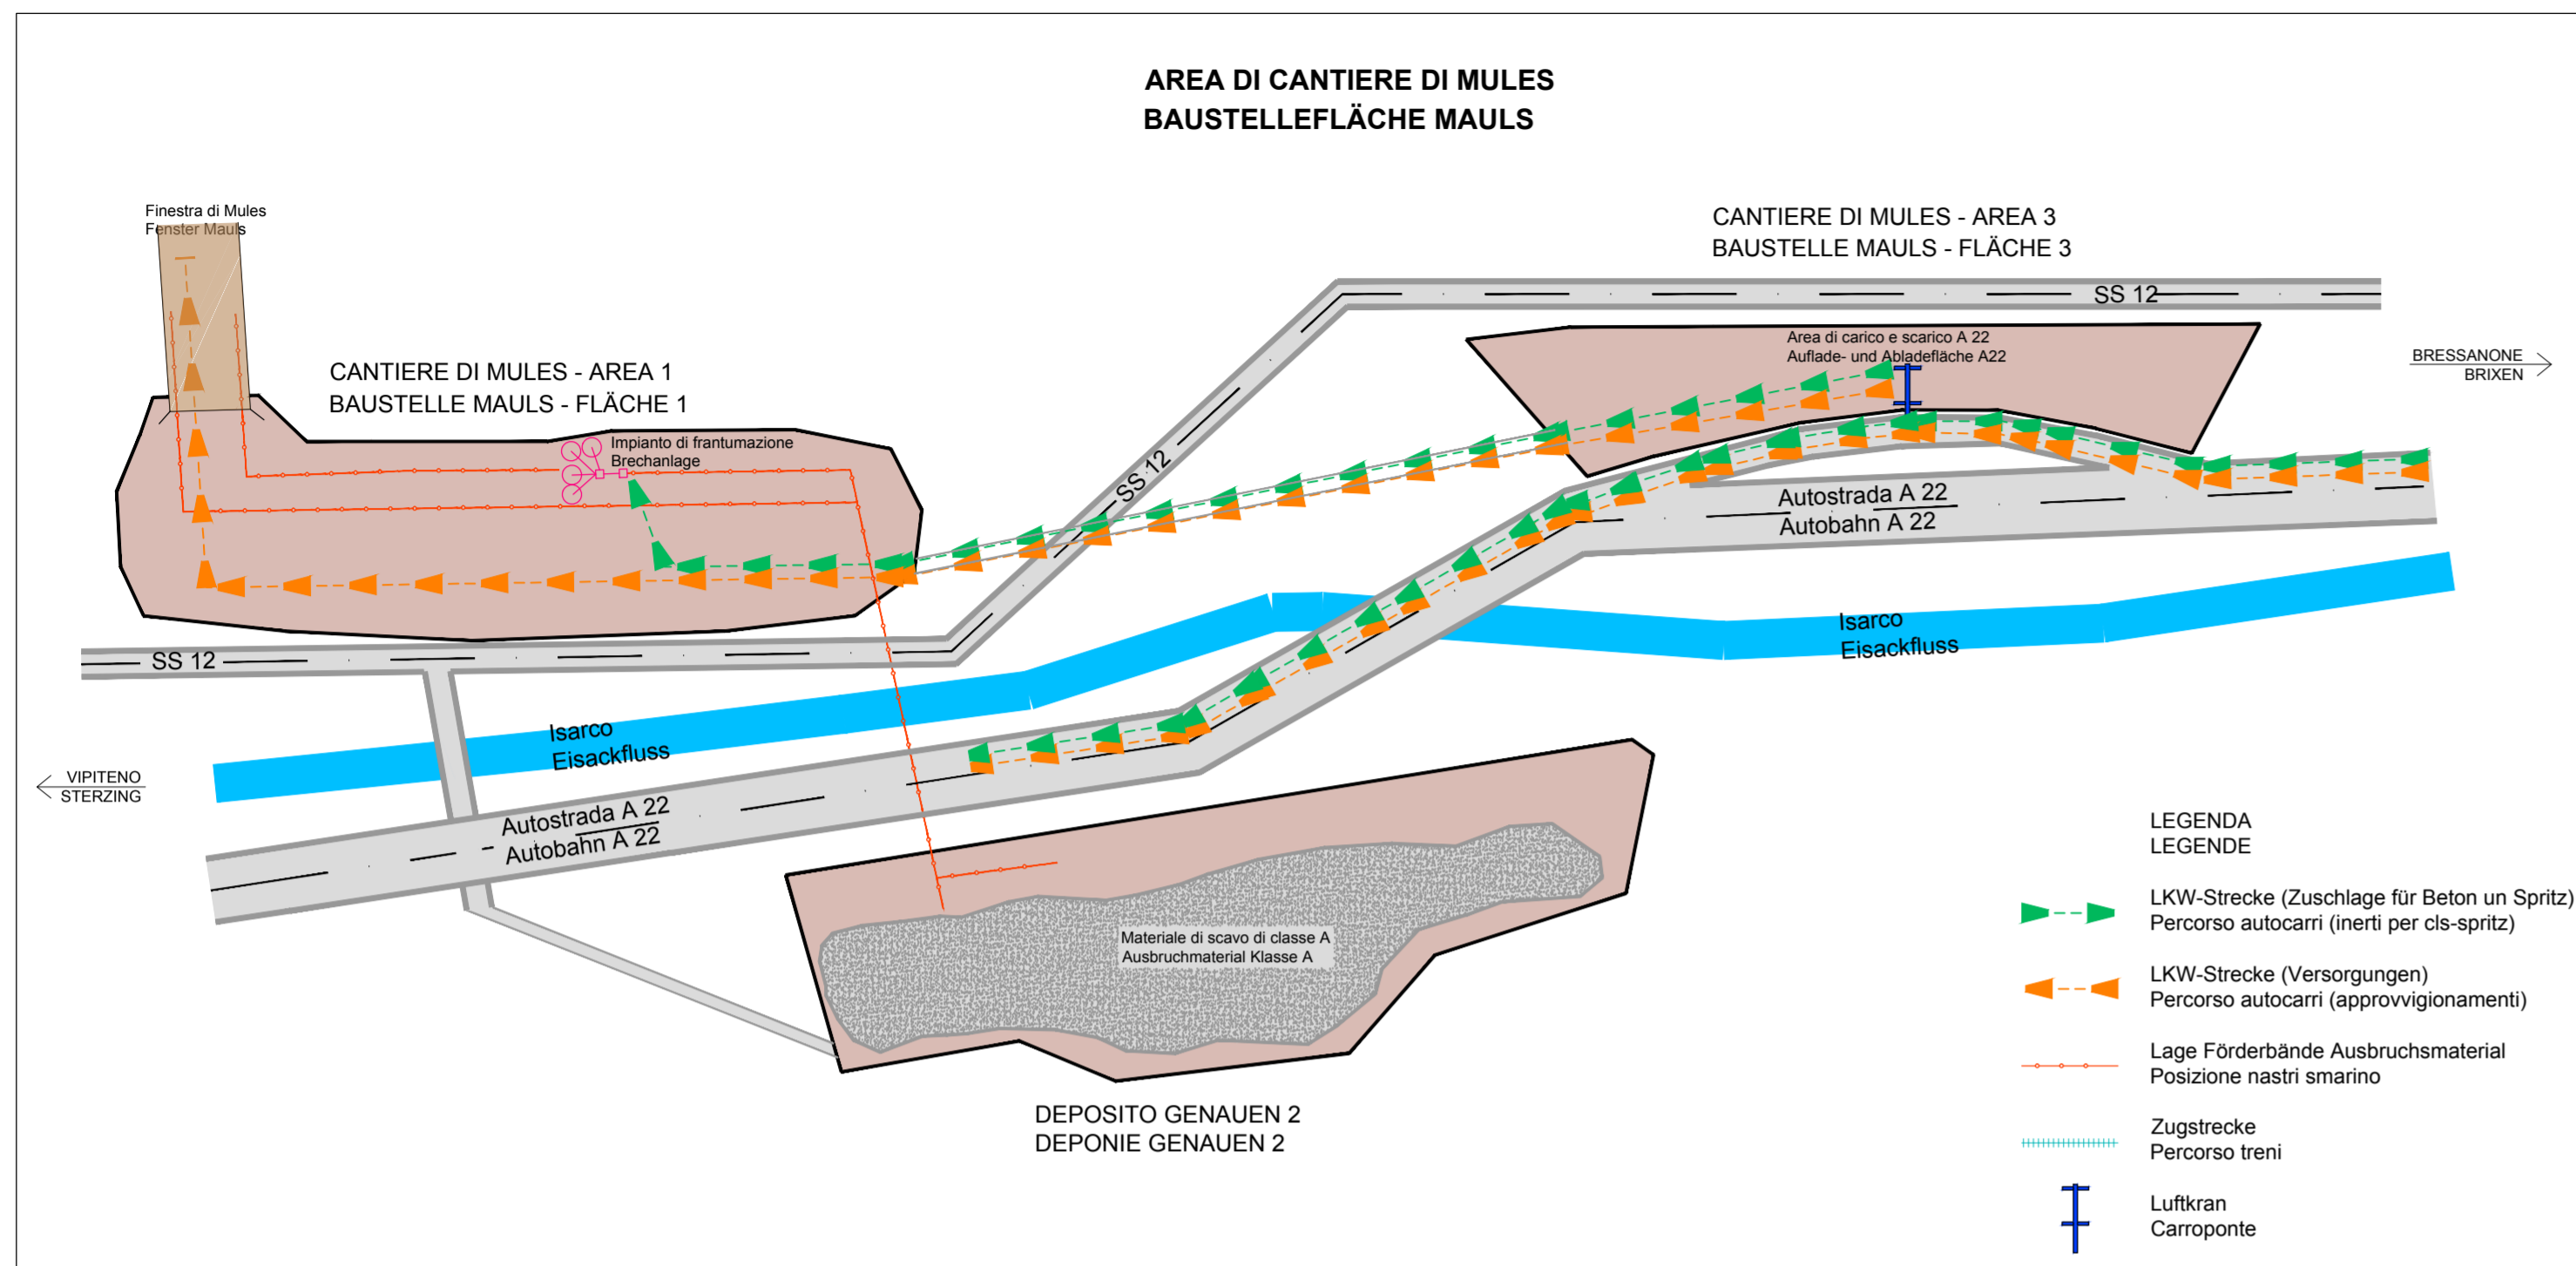 AREA DI CANTIERE DI MULES
BAUSTELLEFLÄCHE MAULS
Finestra di Mules
Fenster Mauls
CANTIERE DI MULES - AREA 3
BAUSTELLE MAULS - FLÄCHE 3
SS 12
Area di carico e scarico A 22
Auflade- und Abladefläche A22
BRESSANONE
BRIXEN
CANTIERE DI MULES - AREA 1
BAUSTELLE MAULS - FLÄCHE 1
Impianto di frantumazione
Brechanlage
SS 12
Autostrada A 22
Autobahn A 22
Isarco
Eisackfluss
SS 12
Isarco
Eisackfluss
VIPITENO
STERZING
Autostrada A 22
Autobahn A 22
Materiale di scavo di classe A
Ausbruchmaterial Klasse A
DEPOSITO GENAUEN 2
DEPONIE GENAUEN 2
LEGENDA
LEGENDE
LKW-Strecke (Zuschlage für Beton un Spritz)
Percorso autocarri (inerti per cls-spritz)
LKW-Strecke (Versorgungen)
Percorso autocarri (approvvigionamenti)
Lage Förderbände Ausbruchsmaterial
Posizione nastri smarino
Zugstrecke
Percorso treni
Luftkran
Carroponte